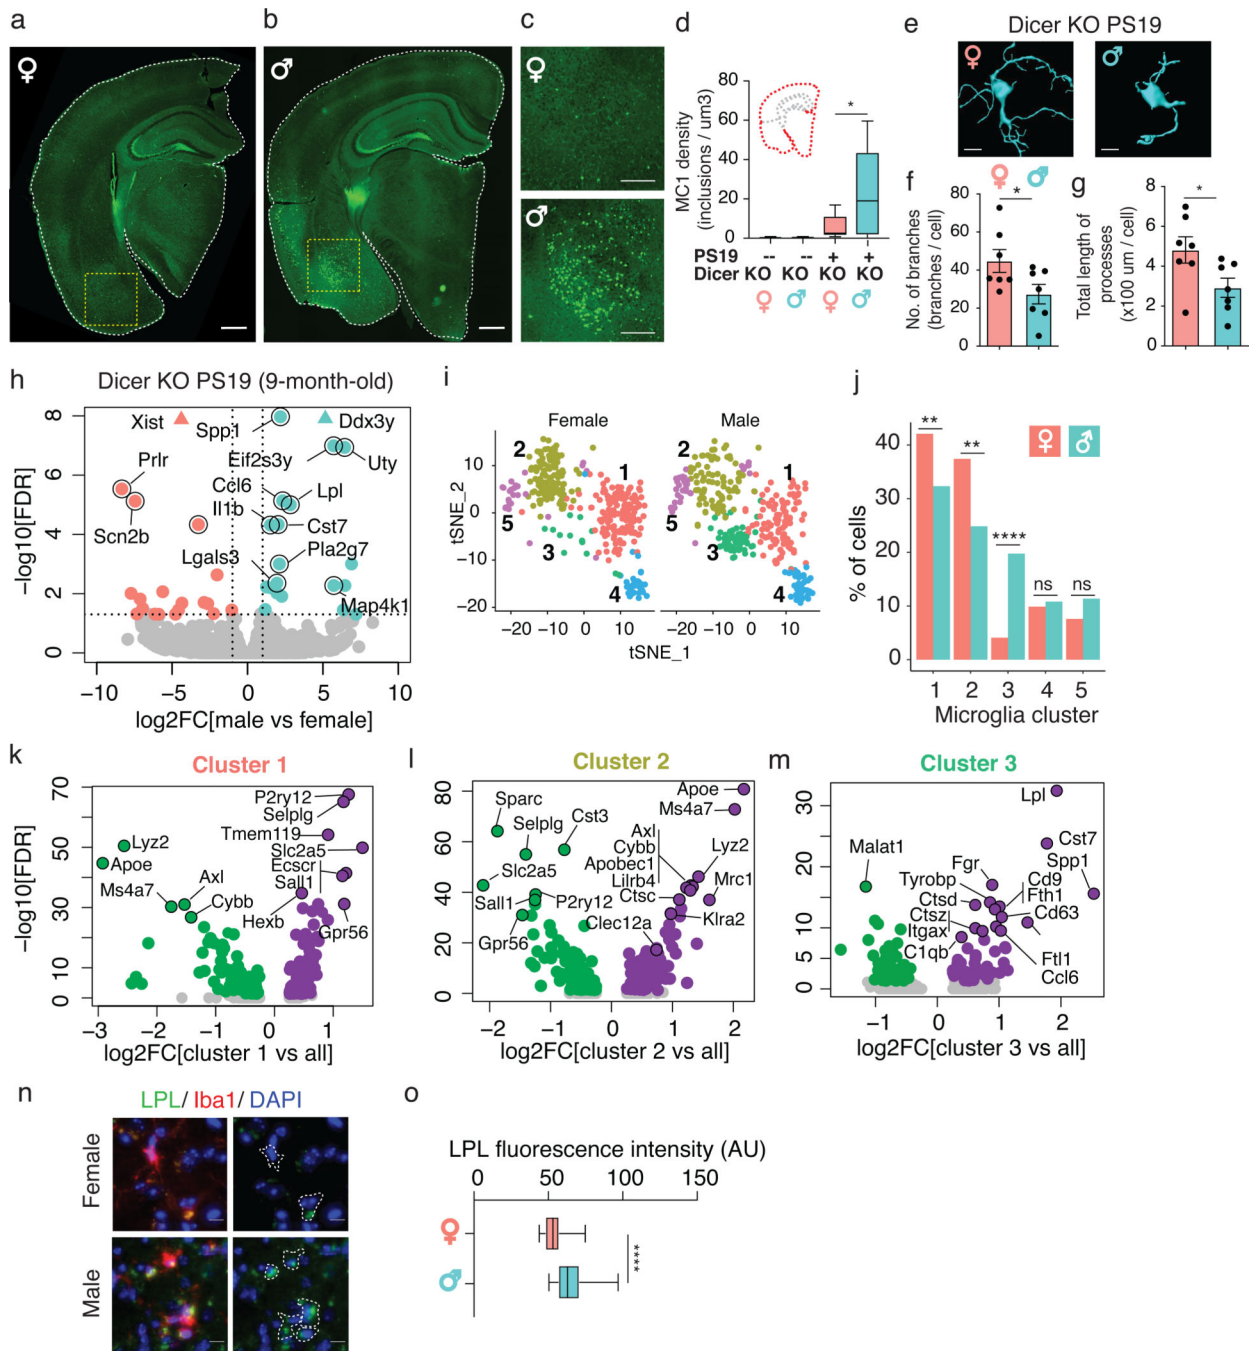 a
b
c
d
e
Dicer KO PS19
♀
♂
♀
♂
MC1 density
(inclusions / um3)
80
60
40
20
0
*
PS19 -- -- + +
Dicer KO KO KO KO
♀ ♂ ♀ ♂
♀
♂
f
No. of branches
(branches / cell)
80
60
40
20
0
♀ ♂
*
g
Total length of
processes
(x100 um / cell)
8
6
4
2
0
*
h
Dicer KO PS19 (9-month-old)
−log10[FDR]
8
6
4
2
0
Xist
Spp1
Ddx3y
Prlr
Eif2s3y
Uty
Ccl6
Lpl
Il1b
Scn2b
Cst7
Lgals3
Pla2g7
Map4k1
−10 −5 0 5 10
log2FC[male vs female]
i
Female
Male
tSNE_2
10
0
−10
−20
2
1
5
3
4
2
1
5
3
4
−20 −10 0 10
−20 −10 0 10
tSNE_1
j
% of cells
40
30
20
10
0
♀ ♂
**
**
****
ns
ns
1 2 3 4 5
Microglia cluster
k
Cluster 1
−log10[FDR]
70
50
30
10
0
P2ry12
Selplg
Lyz2
Tmem119
Apoe
Slc2a5
Ecscr
Ms4a7
Axl
Sall1
Cybb
Hexb
Gpr56
−3 −2 −1 0 1
log2FC[cluster 1 vs all]
l
Cluster 2
80
60
40
20
0
Apoe
Sparc
Ms4a7
Selplg
Cst3
Axl
Cybb
Lyz2
Apobec1
Slc2a5
Lilrb4
Mrc1
Sall1
P2ry12
Ctsc
Clec12a
Klra2
Gpr56
−2 −1 0 1 2
log2FC[cluster 2 vs all]
m
Cluster 3
30
20
10
5
0
Lpl
Cst7
Malat1
Fgr
Spp1
Tyrobp
Cd9
Ctsd
Fth1
Ctsz
Cd63
Itgax
C1qb
Ftl1
Ccl6
−1 0 1 2
log2FC[cluster 3 vs all]
n
LPL/ Iba1/ DAPI
Female
Male
o
LPL fluorescence intensity (AU)
0 50 100 150
♀
♂
****